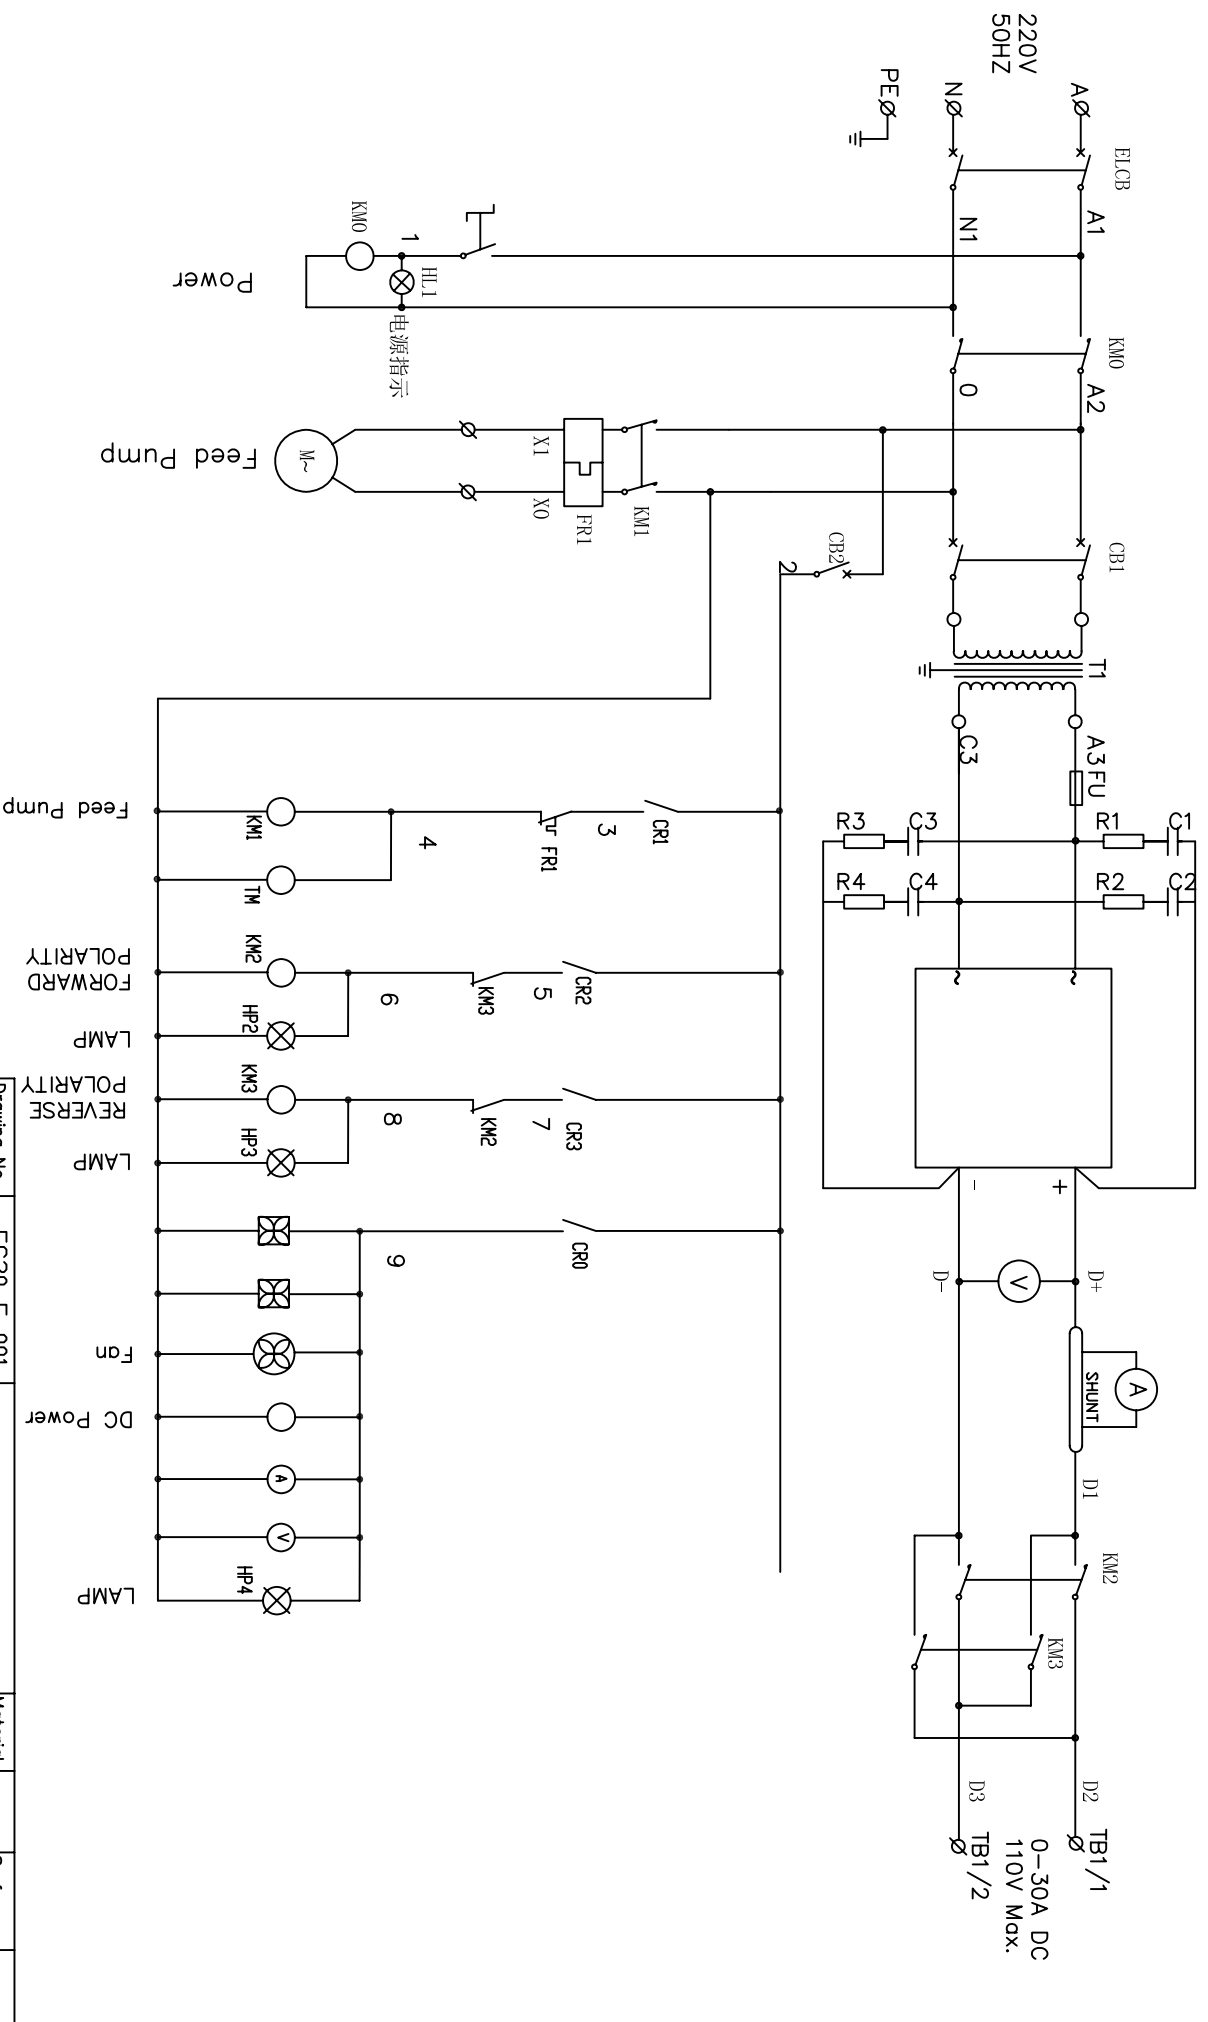 220V
50HZ
A
N
PE
ELCB
A1
N1
KM0
1
HL1
电源指示
Power
KM0
A2
0
X1
X0
FR1
KM1
M~
Feed Pump
CB2
2
CB1
T1
A3
FU
C3
R1
C1
R2
C2
R3
C3
R4
C4
~
~
+
-
D+
D-
V
A
SHUNT
D1
KM2
KM3
D2
D3
TB1/1
TB1/2
0-30A DC
110V Max.
CR1
3
FR1
4
KM1
Feed Pump
TM
CR2
5
KM3
6
KM2
FORWARD
POLARITY
HP2
LAMP
CR3
7
KM2
8
KM3
REVERSE
POLARITY
HP3
LAMP
CR0
9
Fan
DC Power
A
V
HP4
LAMP